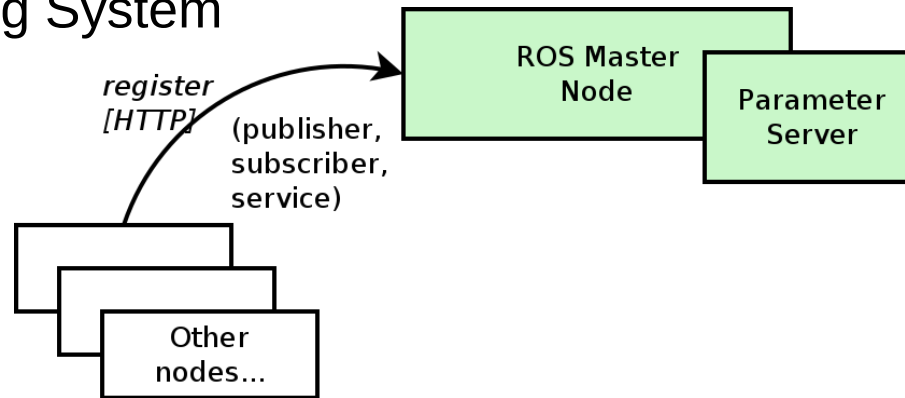 g System
register
[HTTP]
(publisher,
subscriber,
service)
ROS Master
Node
Parameter
Server
Other
nodes...